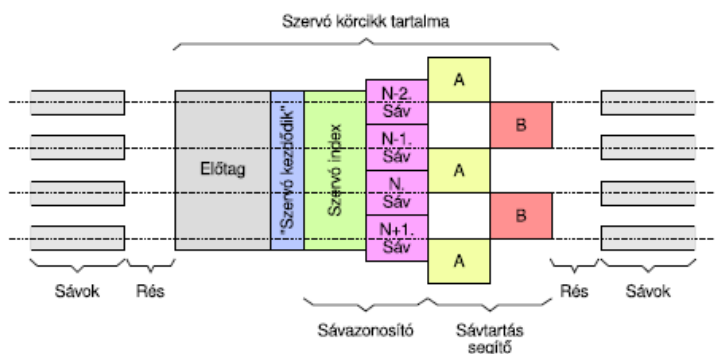 Szervó körcikk tartalma
Előtag
"Szervó kezdődik"
Szervó index
N-2.
Sáv
N-1.
Sáv
N.
Sáv
N+1.
Sáv
A
B
A
B
A
Sávok
Rés
Sávazonosító
Sávtartás
segítő
Rés
Sávok